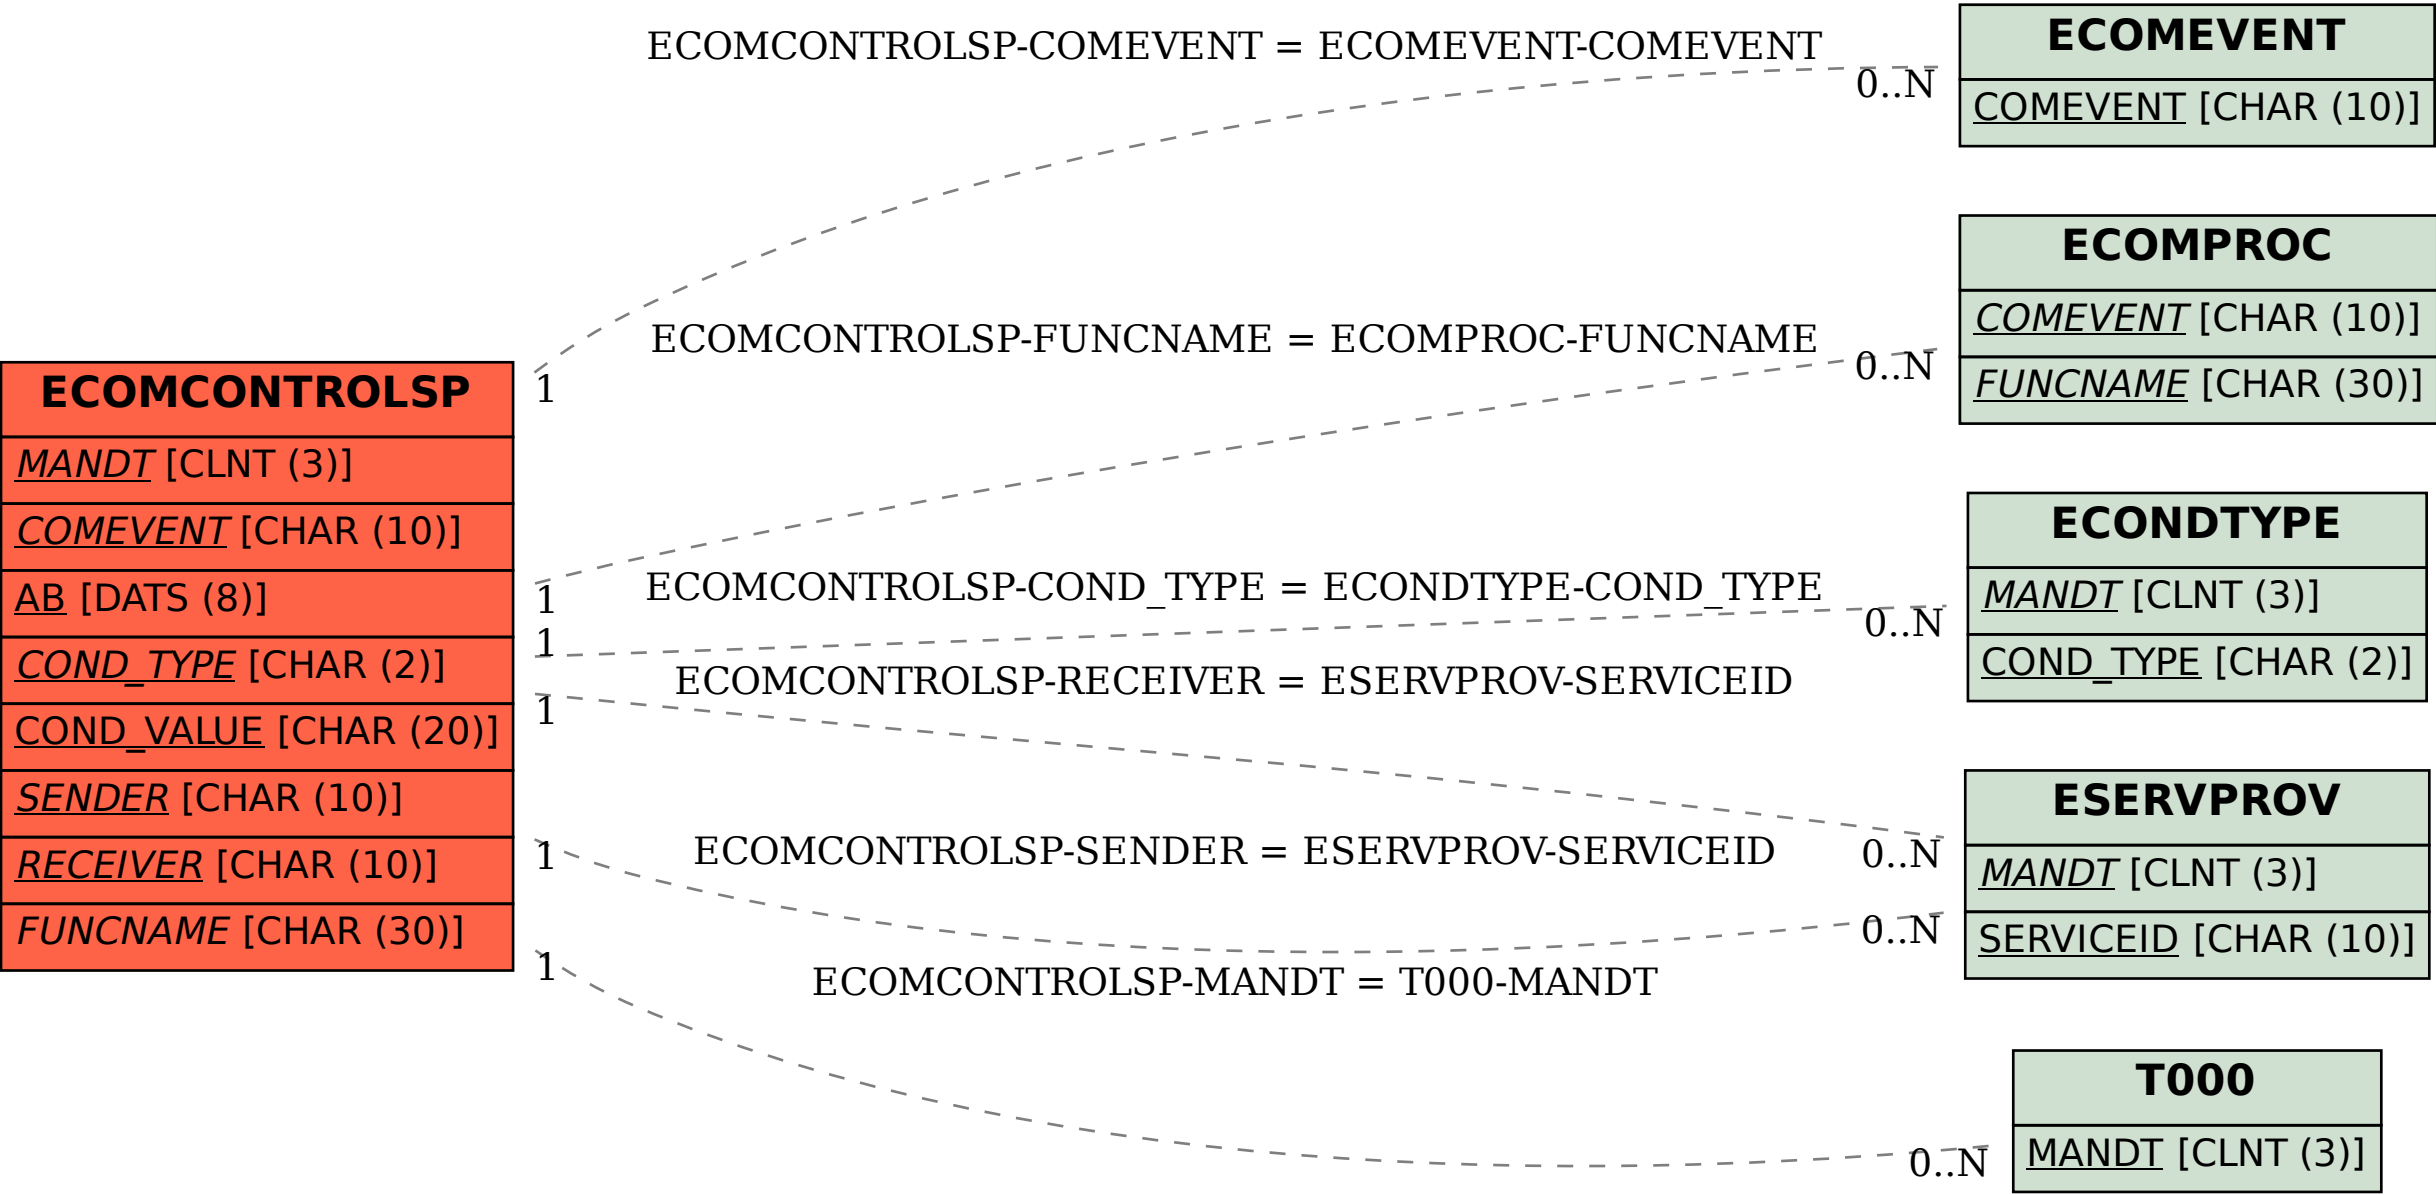 ECOMCONTROLSP
MANDT [CLNT (3)]
COMEVENT [CHAR (10)]
AB [DATS (8)]
COND_TYPE [CHAR (2)]
COND_VALUE [CHAR (20)]
SENDER [CHAR (10)]
RECEIVER [CHAR (10)]
FUNCNAME [CHAR (30)]
ECOMCONTROLSP-COMEVENT = ECOMEVENT-COMEVENT
1
0..N
ECOMCONTROLSP-FUNCNAME = ECOMPROC-FUNCNAME
1
0..N
ECOMCONTROLSP-COND_TYPE = ECONDTYPE-COND_TYPE
1
0..N
ECOMCONTROLSP-RECEIVER = ESERVPROV-SERVICEID
1
0..N
ECOMCONTROLSP-SENDER = ESERVPROV-SERVICEID
1
0..N
ECOMCONTROLSP-MANDT = T000-MANDT
1
0..N
ECOMEVENT
COMEVENT [CHAR (10)]
ECOMPROC
COMEVENT [CHAR (10)]
FUNCNAME [CHAR (30)]
ECONDTYPE
MANDT [CLNT (3)]
COND_TYPE [CHAR (2)]
ESERVPROV
MANDT [CLNT (3)]
SERVICEID [CHAR (10)]
T000
MANDT [CLNT (3)]